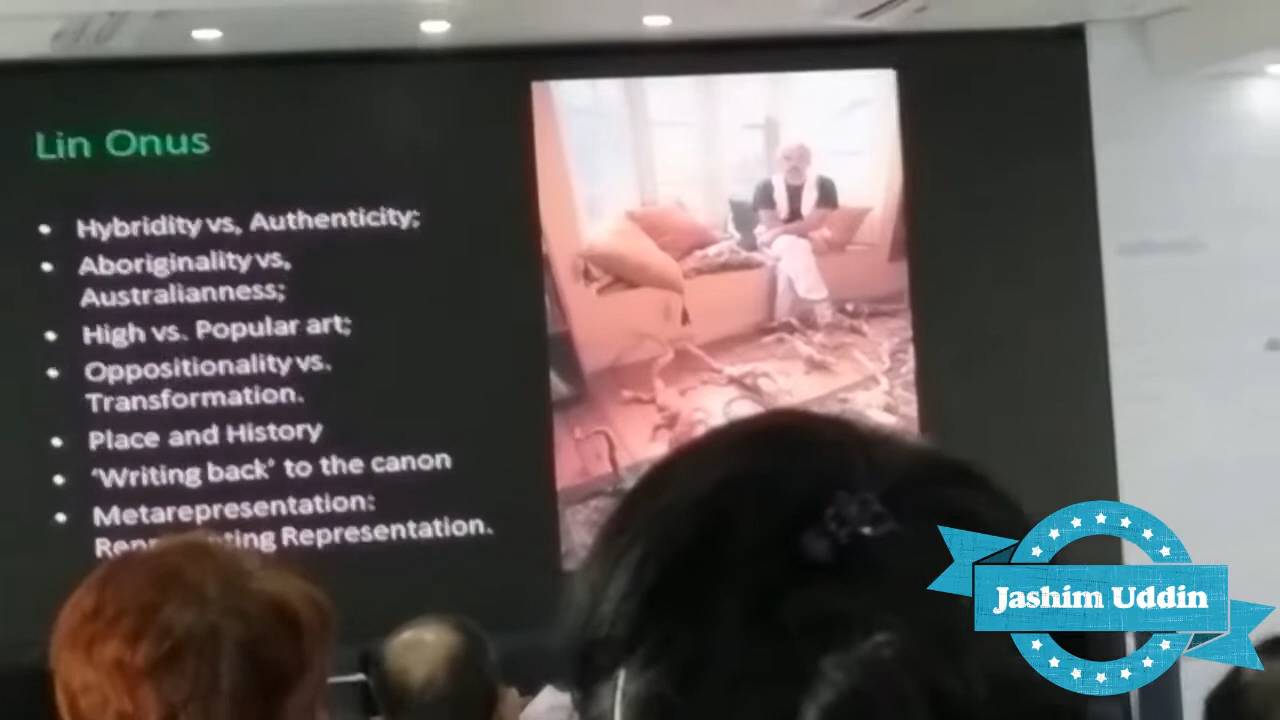 Lin Onus
• Hybridity vs, Authenticity;
• Aboriginality vs,
Australianness;
• High vs. Popular art;
• Oppositionality vs.
Transformation.
• Place and History
• 'Writing back' to the canon
• Metarepresentation:
Representation.
Jashim Uddin